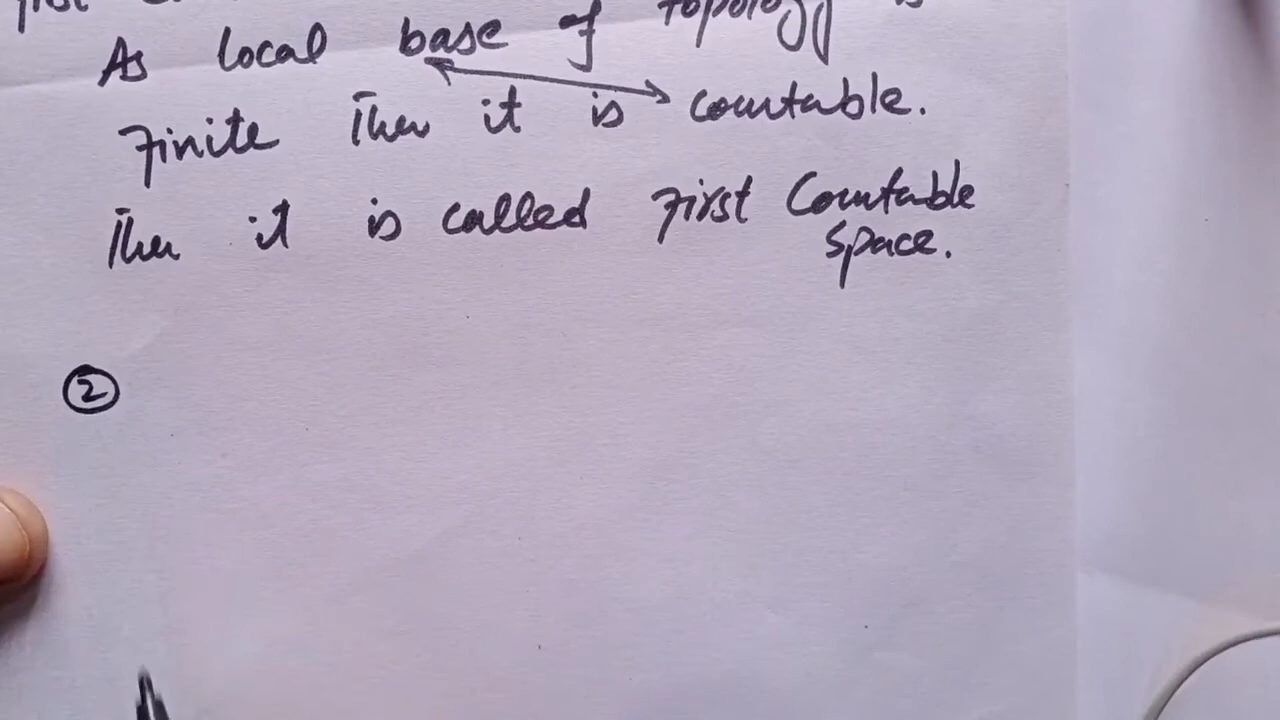 first
As local base of topology is
Finite Then it is countable.
Then it is called First Countable
Space.
2